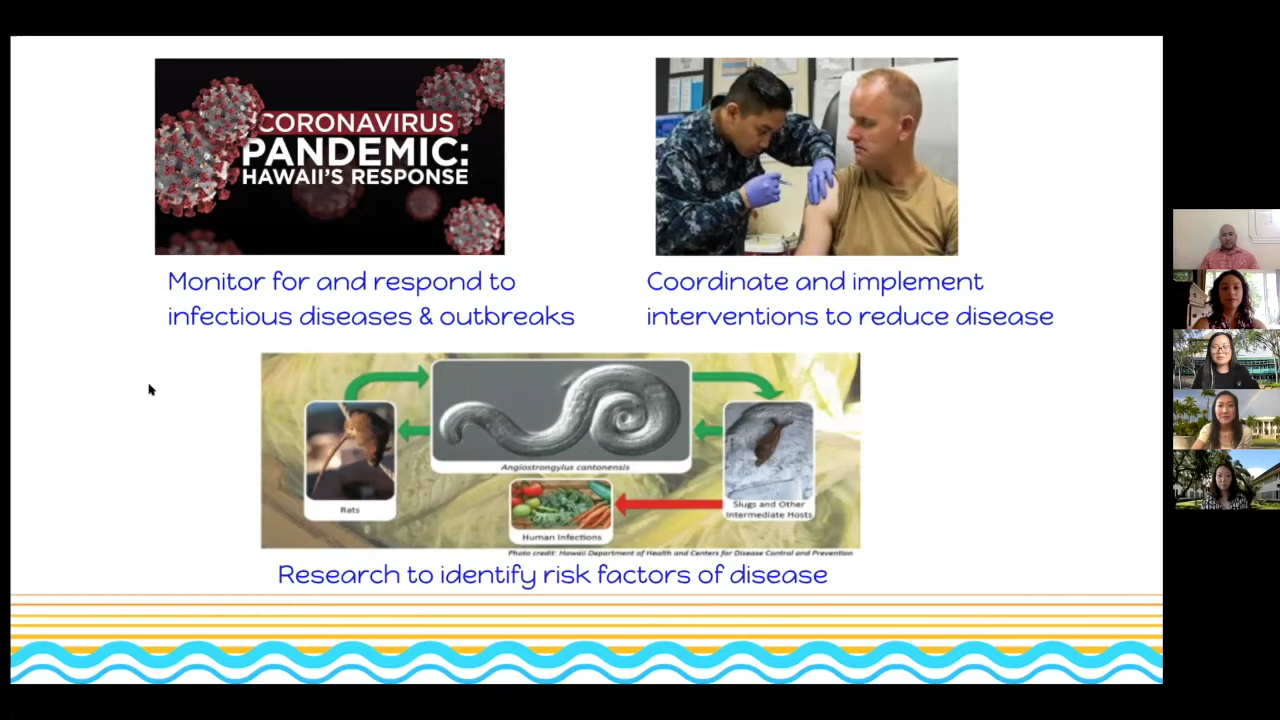 CORONAVIRUS
PANDEMIC:
HAWAII'S RESPONSE
Monitor for and respond to
infectious diseases & outbreaks
Coordinate and implement
interventions to reduce disease
Angiostrongylus cantonensis
Rats
Slugs and Other
Intermediate Hosts
Human Infections
Photo credit: Hawaii Department of Health and Centers for Disease Control and Prevention
Research to identify risk factors of disease